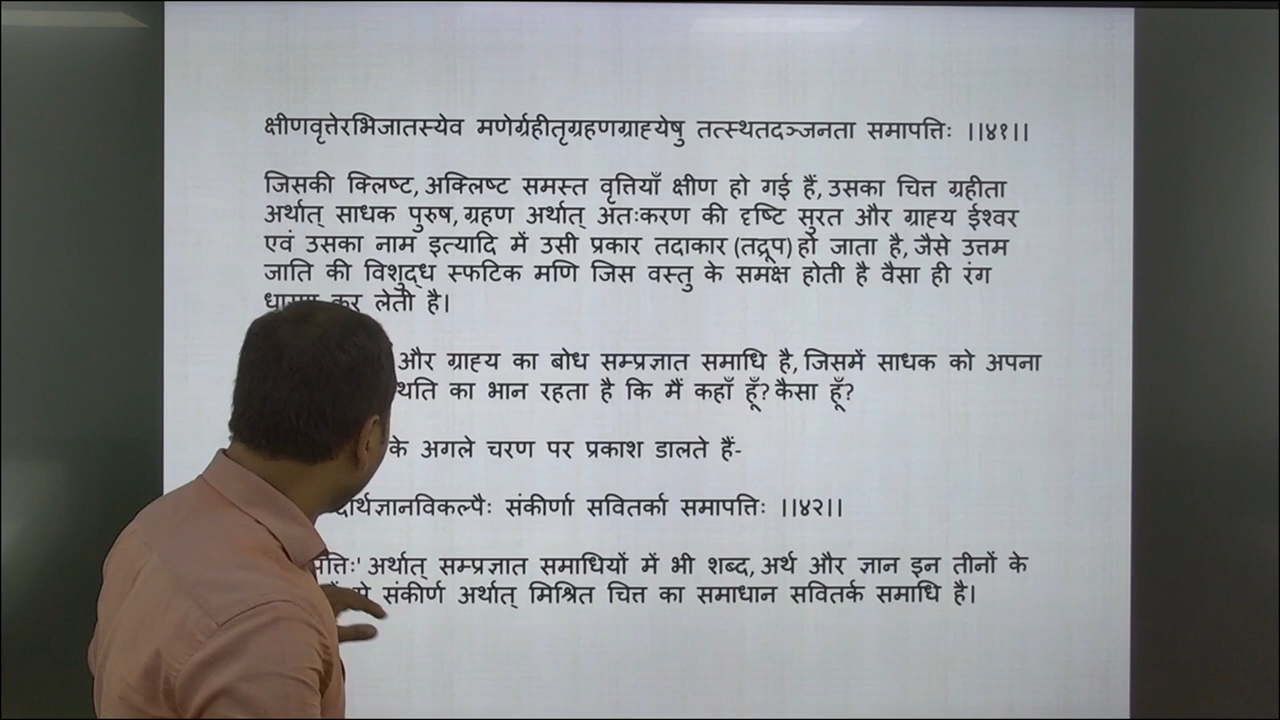 क्षीणवृत्तेरभिजातस्येव मणेर्ग्रहीतृग्रहणग्राह्येषु तत्स्थतदञ्जनता समापत्तिः ।।४१।।
जिसकी क्लिष्ट, अक्लिष्ट समस्त वृत्तियाँ क्षीण हो गई हैं, उसका चित्त ग्रहीता
अर्थात् साधक पुरुष, ग्रहण अर्थात् अंतःकरण की दृष्टि सुरत और ग्राह्य ईश्वर
एवं उसका नाम इत्यादि में उसी प्रकार तदाकार (तद्रूप) हो जाता है, जैसे उत्तम
जाति की विशुद्ध स्फटिक मणि जिस वस्तु के समक्ष होती है वैसा ही रंग
धारण कर लेती है।
और ग्राह्य का बोध सम्प्रज्ञात समाधि है, जिसमें साधक को अपना
का भान रहता है कि मैं कहाँ हूँ? कैसा हूँ?
के अगले चरण पर प्रकाश डालते हैं-
संकीर्णा सवितर्का समापत्तिः ।।४२।।
अर्थात् सम्प्रज्ञात समाधियों में भी शब्द, अर्थ और ज्ञान इन तीनों के
संकीर्ण अर्थात् मिश्रित चित्त का समाधान सवितर्क समाधि है।